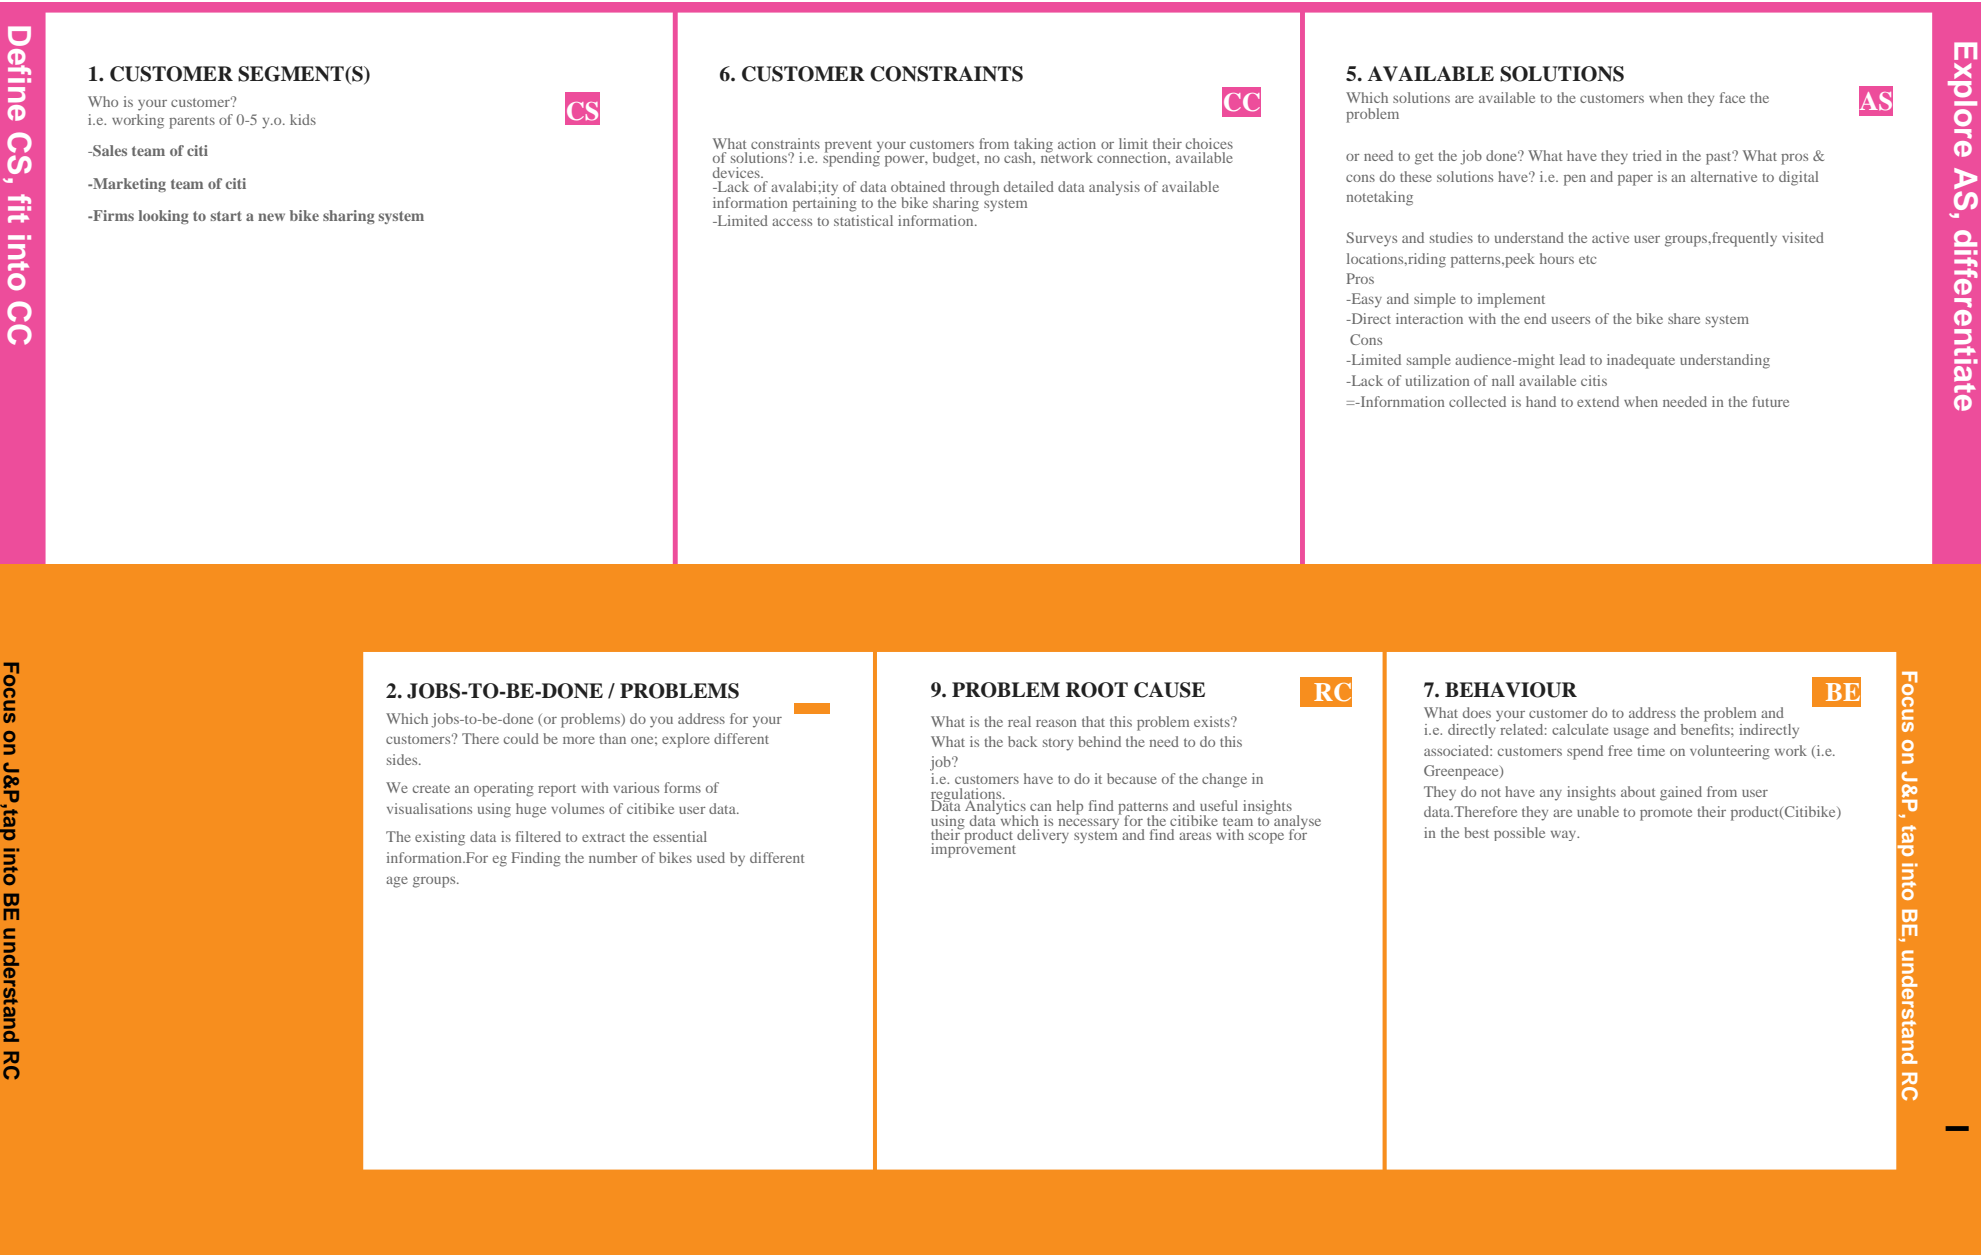 Define CS, fit into CC
1. CUSTOMER SEGMENT(S)
CS
Who is your customer?
i.e. working parents of 0-5 y.o. kids
-Sales team of citi
-Marketing team of citi
-Firms looking to start a new bike sharing system
6. CUSTOMER CONSTRAINTS
CC
What constraints prevent your customers from taking action or limit their choices
of solutions? i.e. spending power, budget, no cash, network connection, available
devices.
-Lack of avalabi;ity of data obtained through detailed data analysis of available
information pertaining to the bike sharing system
-Limited access to statistical information.
5. AVAILABLE SOLUTIONS
AS
Which solutions are available to the customers when they face the
problem
or need to get the job done? What have they tried in the past? What pros &
cons do these solutions have? i.e. pen and paper is an alternative to digital
notetaking
Surveys and studies to understand the active user groups,frequently visited
locations,riding patterns,peek hours etc
Pros
-Easy and simple to implement
-Direct interaction with the end useers of the bike share system
Cons
-Limited sample audience-might lead to inadequate understanding
-Lack of utilization of nall available citis
=-Infornmation collected is hand to extend when needed in the future
Explore AS, differentiate
Focus on J&P,tap into BE understand RC
2. JOBS-TO-BE-DONE / PROBLEMS
Which jobs-to-be-done (or problems) do you address for your
customers? There could be more than one; explore different
sides.
We create an operating report with various forms of
visualisations using huge volumes of citibike user data.
The existing data is filtered to extract the essential
information.For eg Finding the number of bikes used by different
age groups.
9. PROBLEM ROOT CAUSE
RC
What is the real reason that this problem exists?
What is the back story behind the need to do this
job?
i.e. customers have to do it because of the change in
regulations.
Data Analytics can help find patterns and useful insights
using data which is necessary for the citibike team to analyse
their product delivery system and find areas with scope for
improvement
7. BEHAVIOUR
BE
What does your customer do to address the problem and
i.e. directly related: calculate usage and benefits; indirectly
associated: customers spend free time on volunteering work (i.e.
Greenpeace)
They do not have any insights about gained from user
data.Therefore they are unable to promote their product(Citibike)
in the best possible way.
Focus on J&P, tap into BE, understand RC